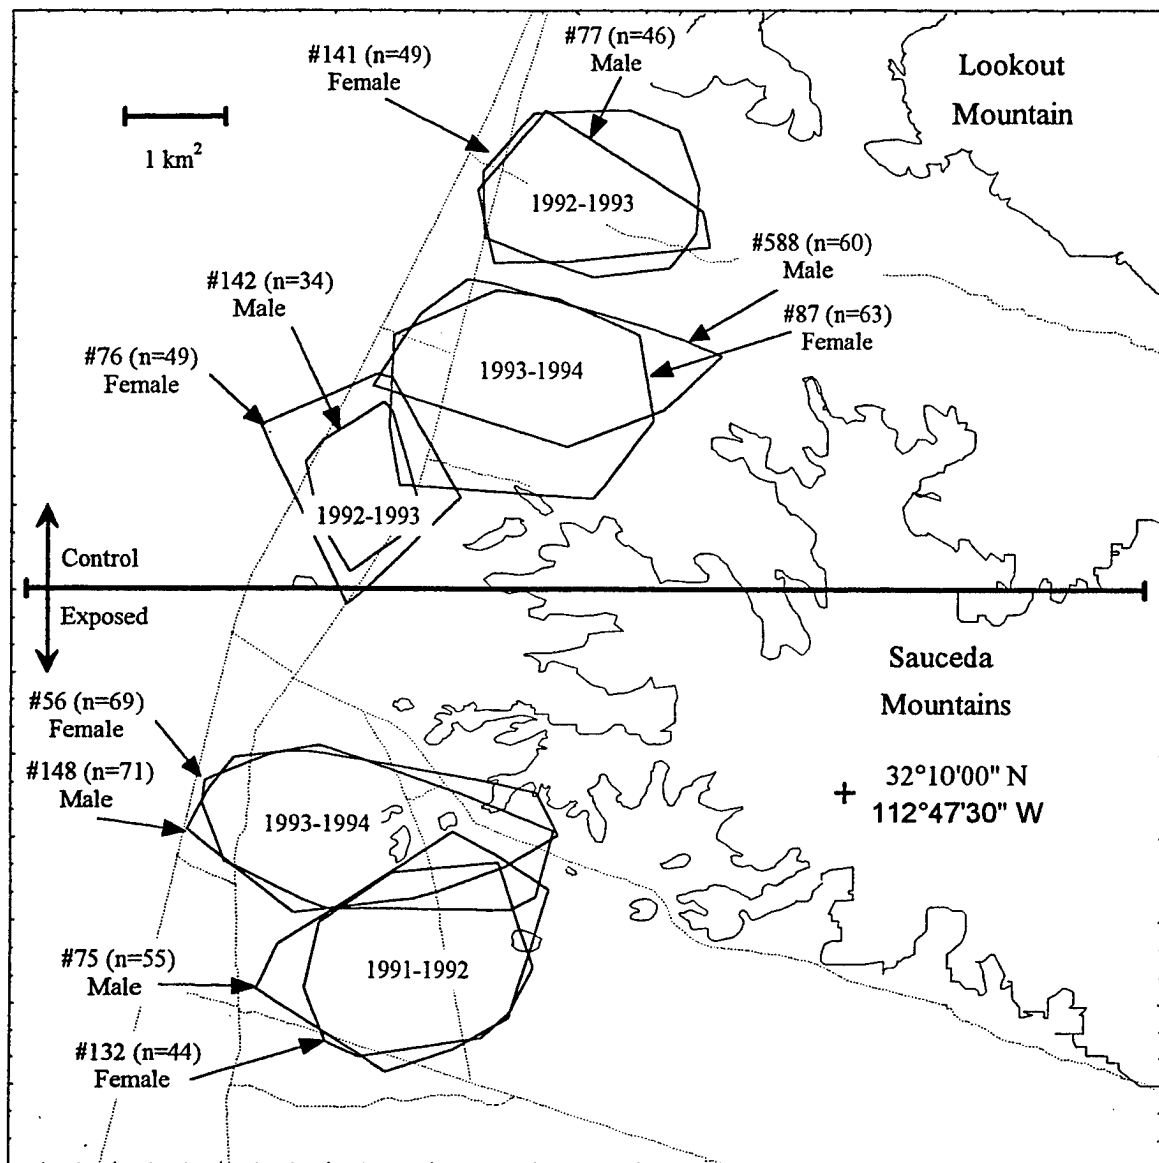 #77 (n=46)
Male
#141 (n=49)
Female
Lookout
Mountain
1 km²
1992-1993
#588 (n=60)
Male
#142 (n=34)
Male
#87 (n=63)
Female
#76 (n=49)
Female
1993-1994
1992-1993
Control
Exposed
Sauceda
Mountains
#56 (n=69)
Female
#148 (n=71)
Male
32°10'00" N
112°47'30" W
1993-1994
#75 (n=55)
Male
1991-1992
#132 (n=44)
Female